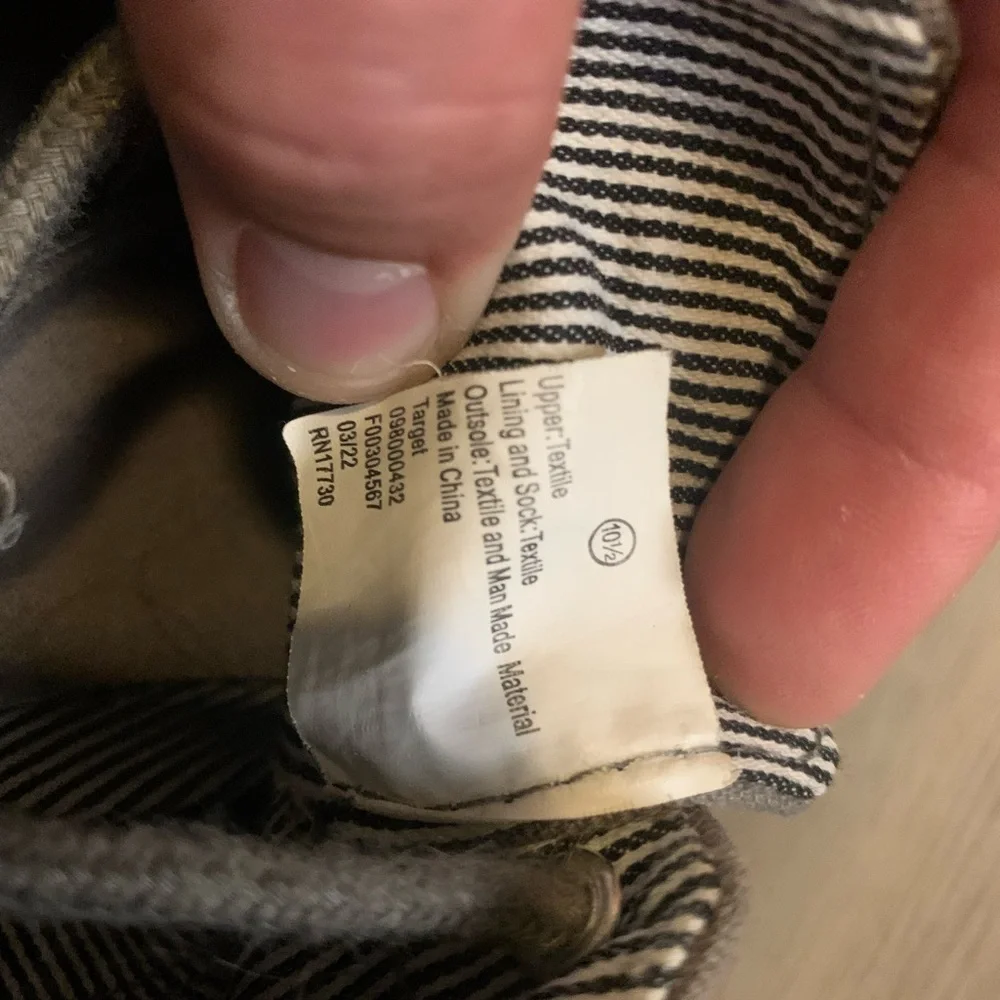 10½
Upper:Textile
Lining and Sock:Textile
Outsole:Textile and Man Made Material
Made in China
Target
098000432
F00304567
03/22
RN17730